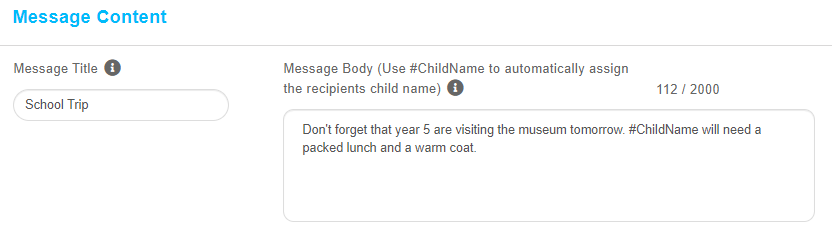 Message Content
Message Title
Message Body (Use #ChildName to automatically assign
the recipients child name)
112 / 2000
School Trip
Don't forget that year 5 are visiting the museum tomorrow. #ChildName will need a
packed lunch and a warm coat.